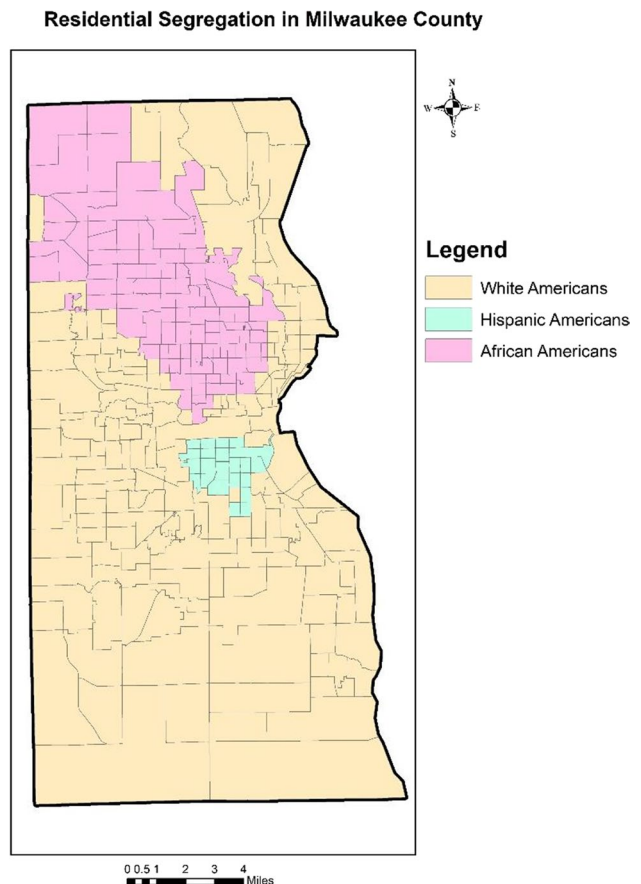 Residential Segregation in Milwaukee County
N
W E
S
Legend
White Americans
Hispanic Americans
African Americans
0 0.5 1 2 3 4
Miles